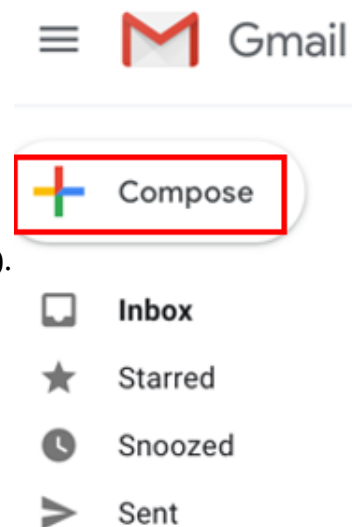 Gmail
Compose
).
Inbox
Starred
Snoozed
Sent